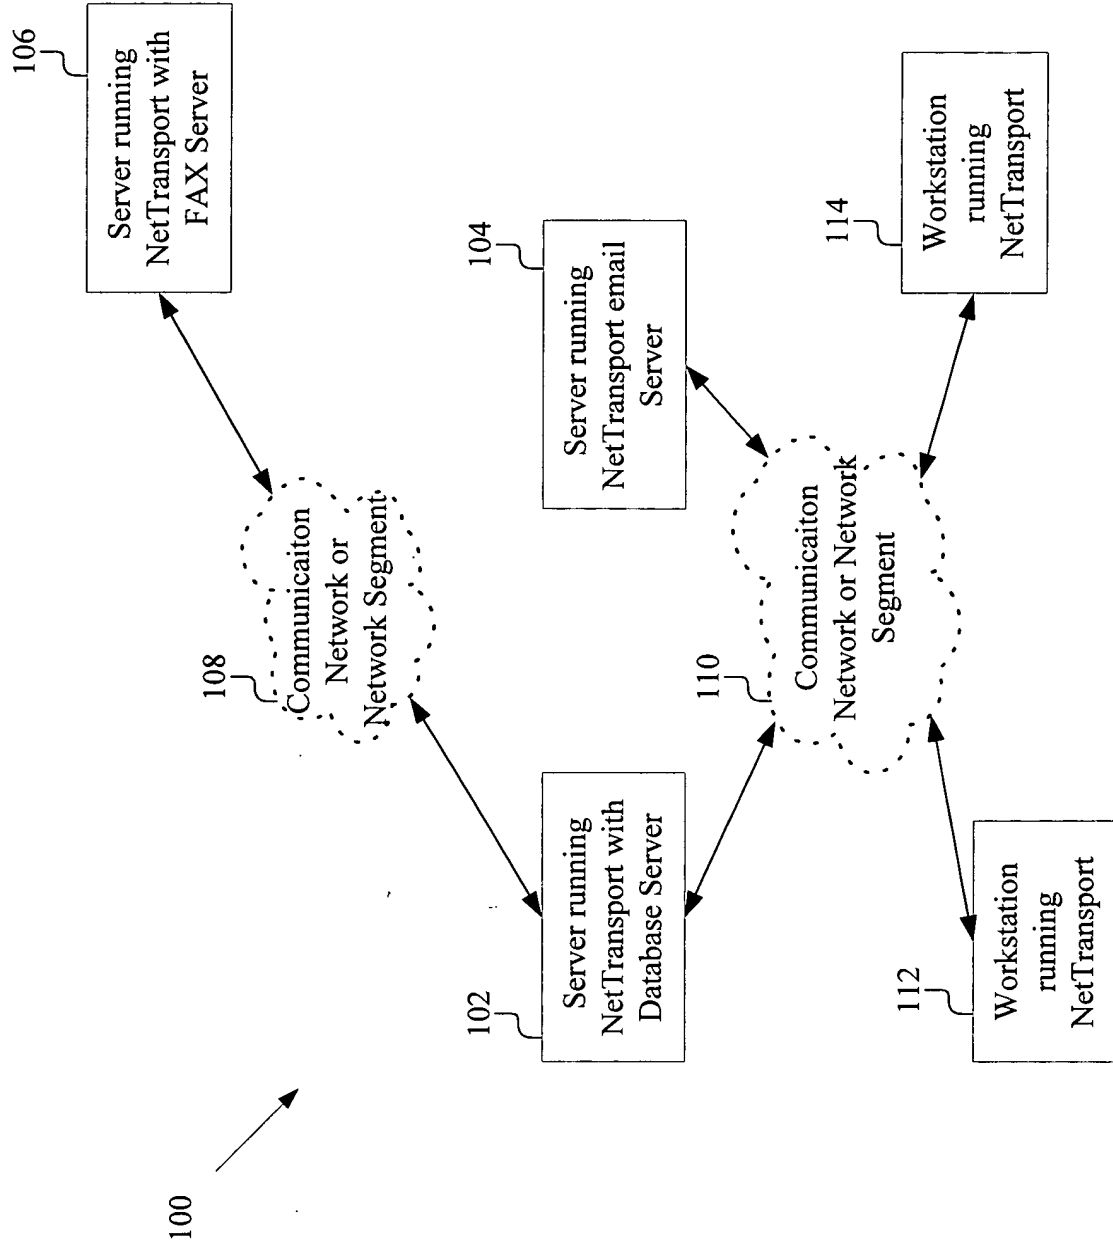 106
Server running
NetTransport with
FAX Server
108
Communicaiton
Network or
Network Segment
104
Server running
NetTransport email
Server
102
Server running
NetTransport with
Database Server
110
Communicaiton
Network or Network
Segment
114
Workstation
running
NetTransport
112
Workstation
running
NetTransport
100